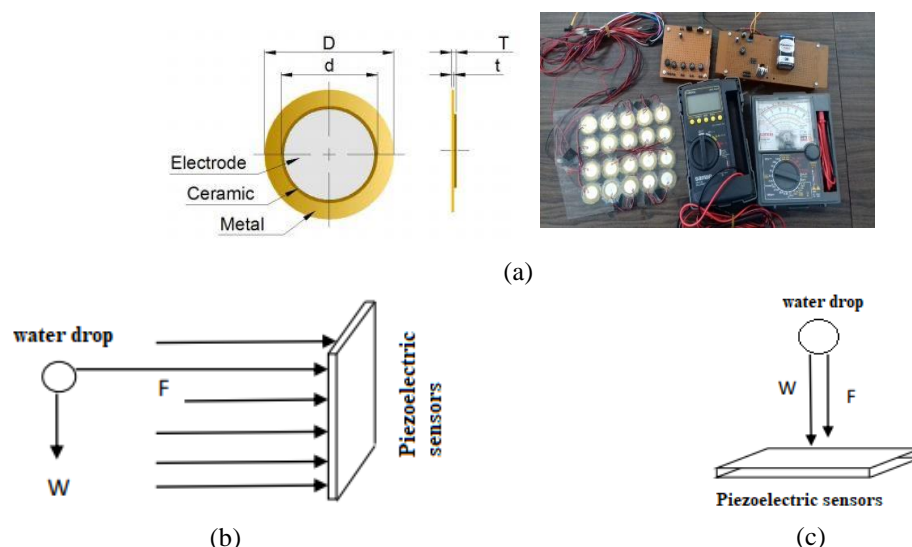 D
T
d
t
Electrode
Ceramic
Metal
(a)
water drop
F
W
Piezoelectric
sensors
(b)
water drop
W
F
Piezoelectric sensors
(c)